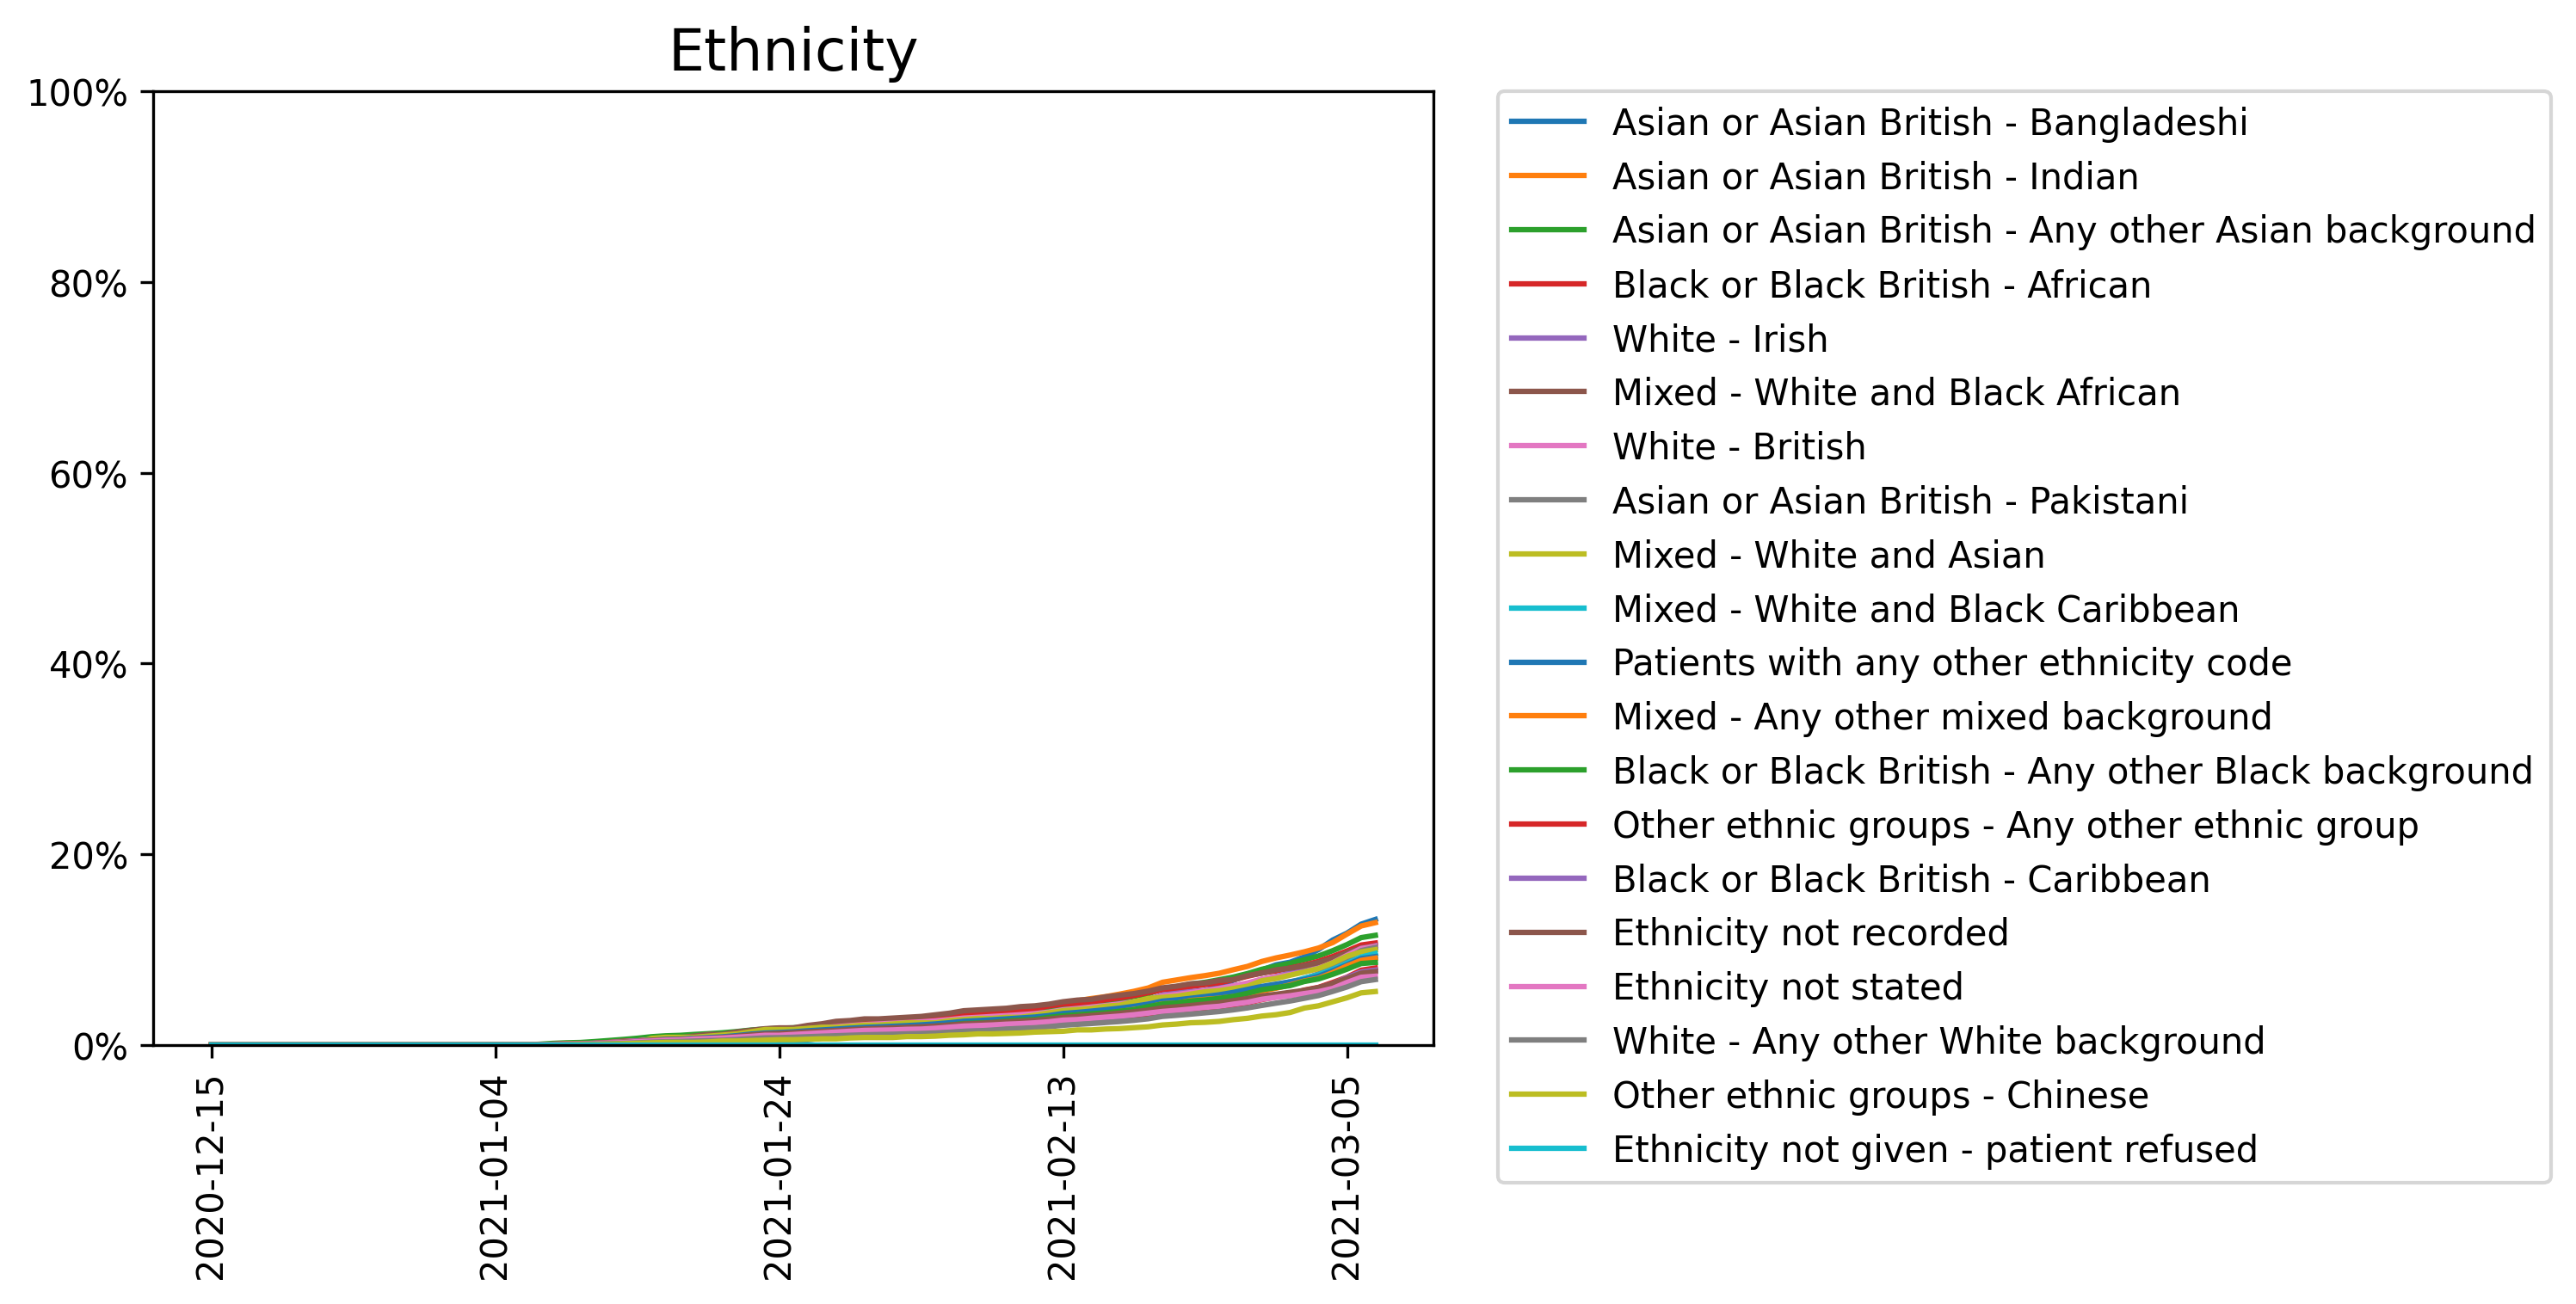 Ethnicity
100%
80%
60%
40%
20%
0%
2020-12-15
2021-01-04
2021-01-24
2021-02-13
2021-03-05
Asian or Asian British - Bangladeshi
Asian or Asian British - Indian
Asian or Asian British - Any other Asian background
Black or Black British - African
White - Irish
Mixed - White and Black African
White - British
Asian or Asian British - Pakistani
Mixed - White and Asian
Mixed - White and Black Caribbean
Patients with any other ethnicity code
Mixed - Any other mixed background
Black or Black British - Any other Black background
Other ethnic groups - Any other ethnic group
Black or Black British - Caribbean
Ethnicity not recorded
Ethnicity not stated
White - Any other White background
Other ethnic groups - Chinese
Ethnicity not given - patient refused